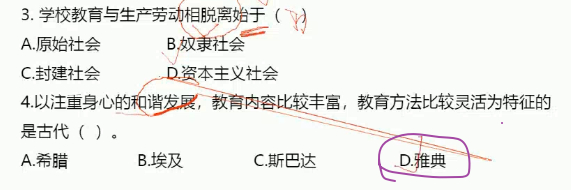 3. 学校教育与生产劳动相脱离始于（  ）
A.原始社会 B.奴隶社会
C.封建社会 D.资本主义社会
4.以注重身心的和谐发展，教育内容比较丰富，教育方法比较灵活为特征的
是古代（ ）。
A.希腊 B.埃及 C.斯巴达 D.雅典